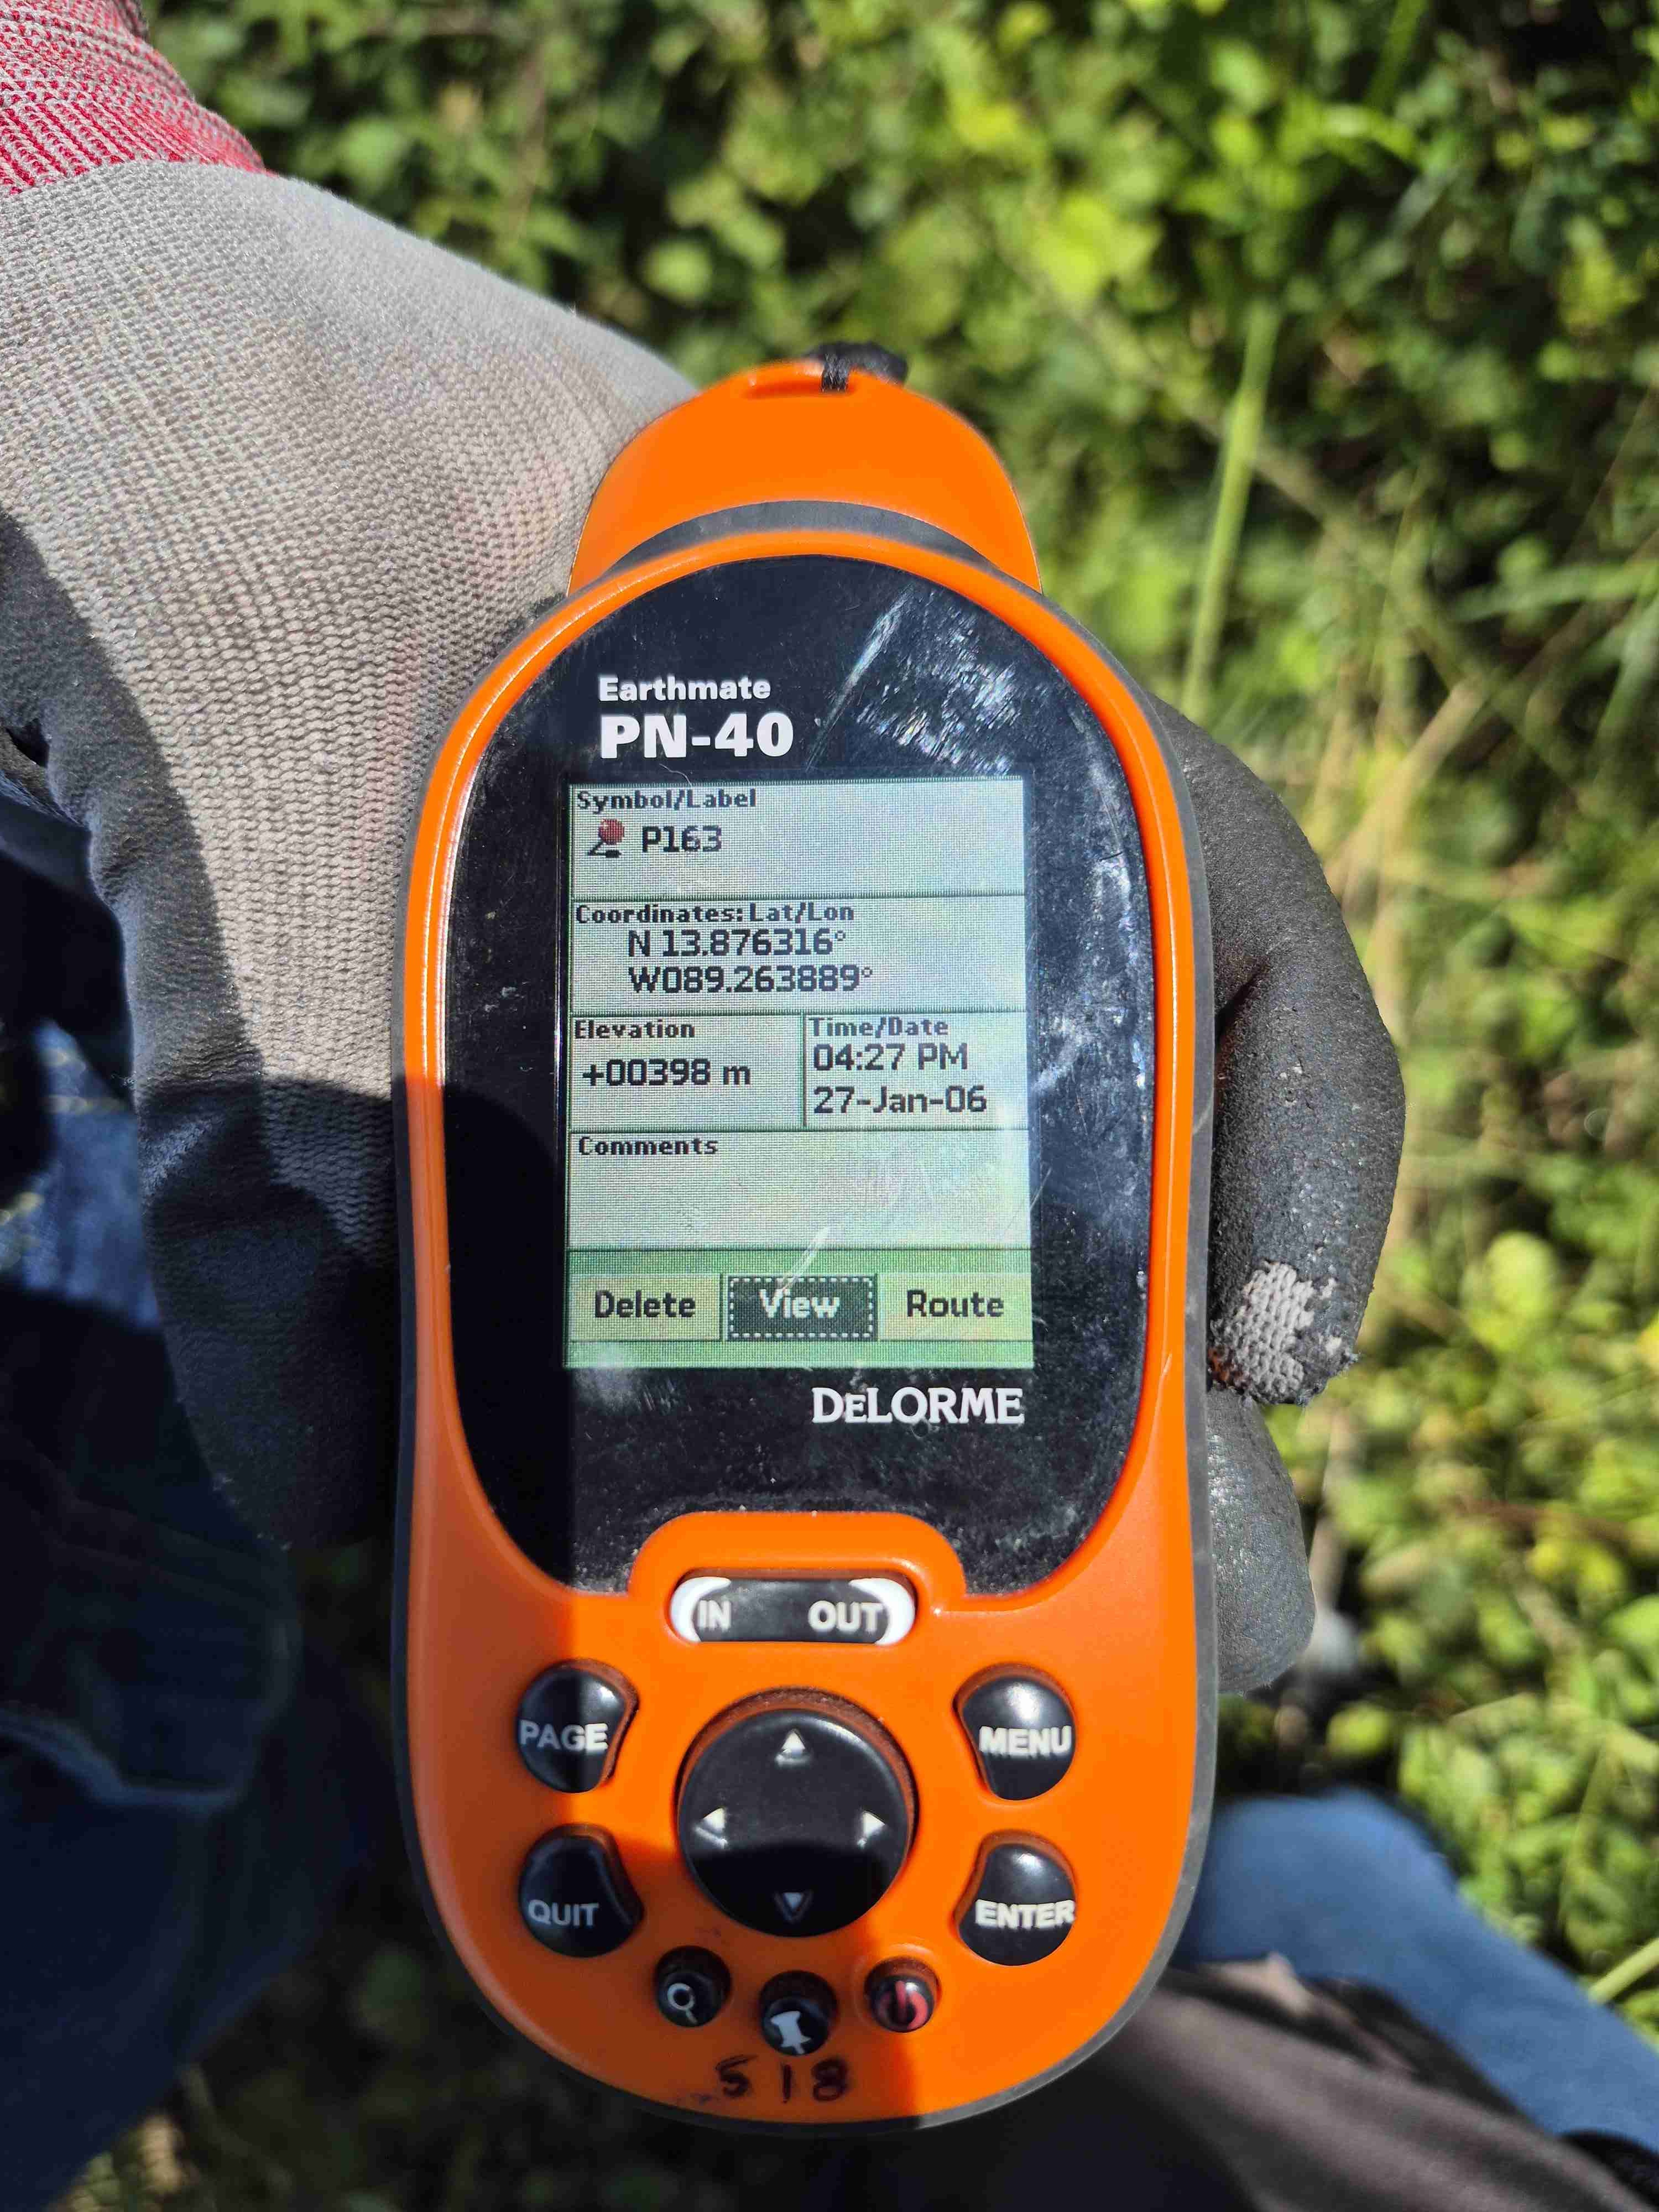 Earthmate
PN-40
Symbol/Label
P163
Coordinates: Lat/Lon
N 13.876316°
W089.263889°
Elevation
+00398 m
Time/Date
04:27 PM
27-Jan-06
Comments
Delete View Route
DELORME
IN OUT
PAGE MENU
QUIT ENTER
518